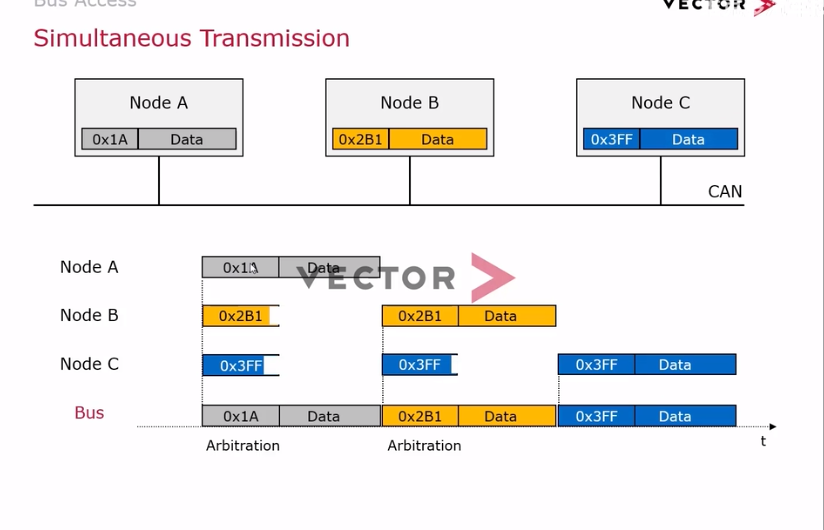 Bus Access
VECTOR
Simultaneous Transmission
Node A
Node B
Node C
0x1A Data
0x2B1 Data
0x3FF Data
CAN
Node A 0x1A Data
VECTOR
Node B 0x2B1 0x2B1 Data
Node C 0x3FF 0x3FF 0x3FF Data
Bus 0x1A Data 0x2B1 Data 0x3FF Data
t
Arbitration Arbitration